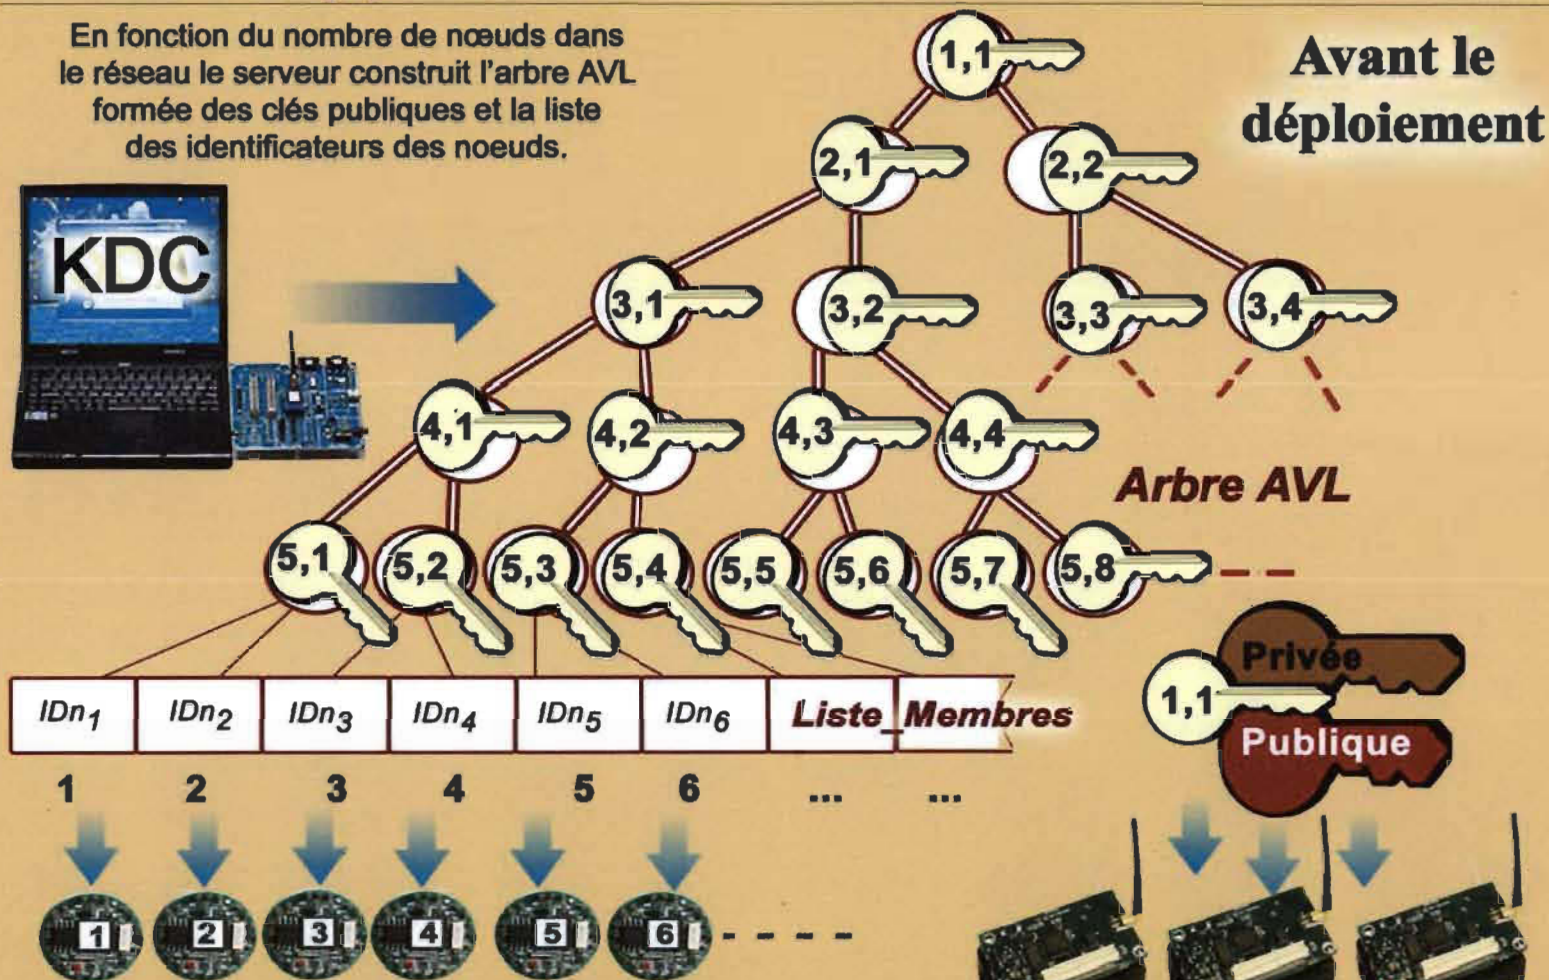 En fonction du nombre de nœuds dans
le réseau le serveur construit l'arbre AVL
formée des clés publiques et la liste
des identificateurs des noeuds.
Avant le
déploiement
KDC
1,1
2,1 2,2
3,1 3,2 3,3 3,4
4,1 4,2 4,3 4,4
Arbre AVL
5,1 5,2 5,3 5,4 5,5 5,6 5,7 5,8
Privée
1,1
Publique
IDn1 IDn2 IDn3 IDn4 IDn5 IDn6 Liste_Membres
1 2 3 4 5 6 ... ...
1 2 3 4 5 6